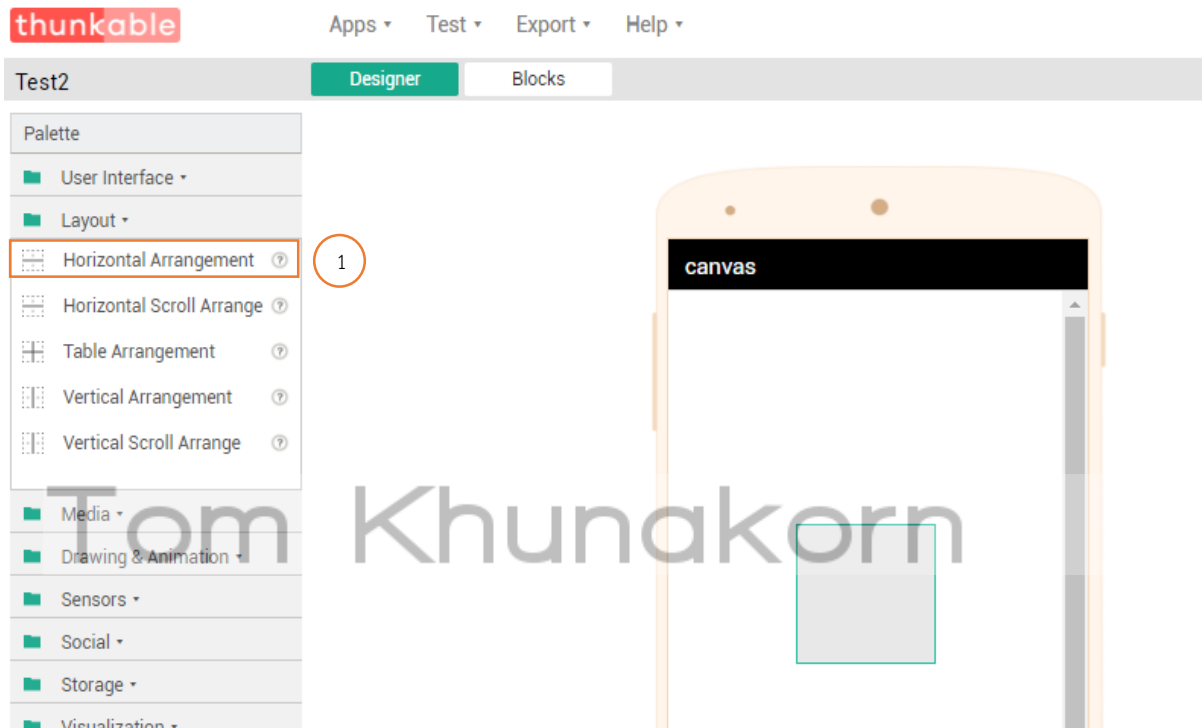 thunkable
Apps Test Export Help
Test2
Designer Blocks
Palette
User Interface
Layout
Horizontal Arrangement ?
1
Horizontal Scroll Arrange ?
Table Arrangement ?
Vertical Arrangement ?
Vertical Scroll Arrange ?
Media
Drawing & Animation
Sensors
Social
Storage
Visualization
canvas
Tom Khunakorn